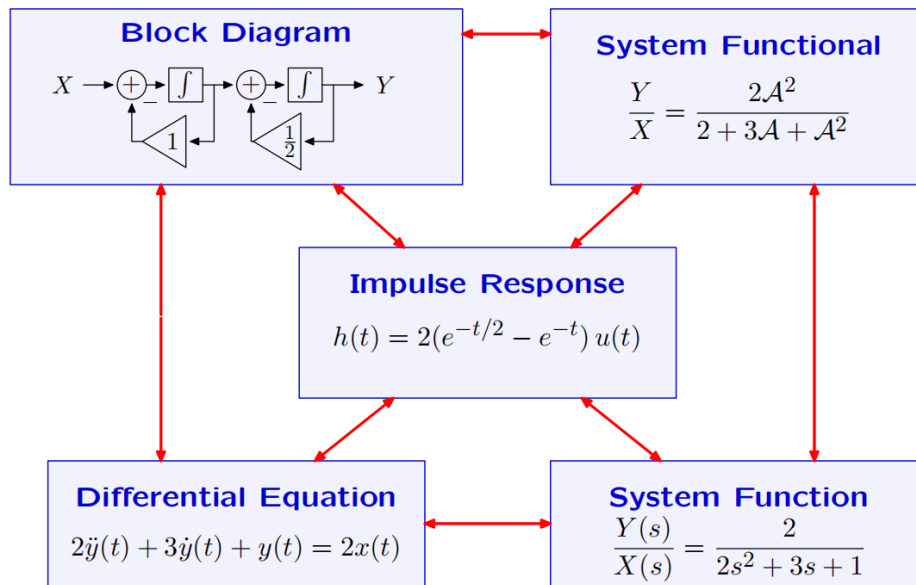 Block Diagram
X + − ∫ + − ∫ Y
1 1/2
System Functional
Y/X = 2𝒜²/(2 + 3𝒜 + 𝒜²)
Impulse Response
h(t) = 2(e^{−t/2} − e^{−t}) u(t)
Differential Equation
2ÿ(t) + 3ẏ(t) + y(t) = 2x(t)
System Function
Y(s)/X(s) = 2/(2s² + 3s + 1)